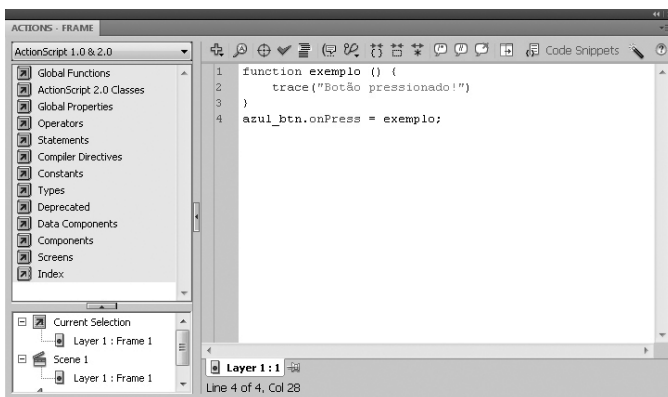 ACTIONS - FRAME
ActionScript 1.0 & 2.0
Global Functions
ActionScript 2.0 Classes
Global Properties
Operators
Statements
Compiler Directives
Constants
Types
Deprecated
Data Components
Components
Screens
Index
Current Selection
Layer 1 : Frame 1
Scene 1
Layer 1 : Frame 1
Code Snippets
1 function exemplo () {
2 trace("Botão pressionado!")
3 }
4 azul_btn.onPress = exemplo;
Layer 1 : 1
Line 4 of 4, Col 28